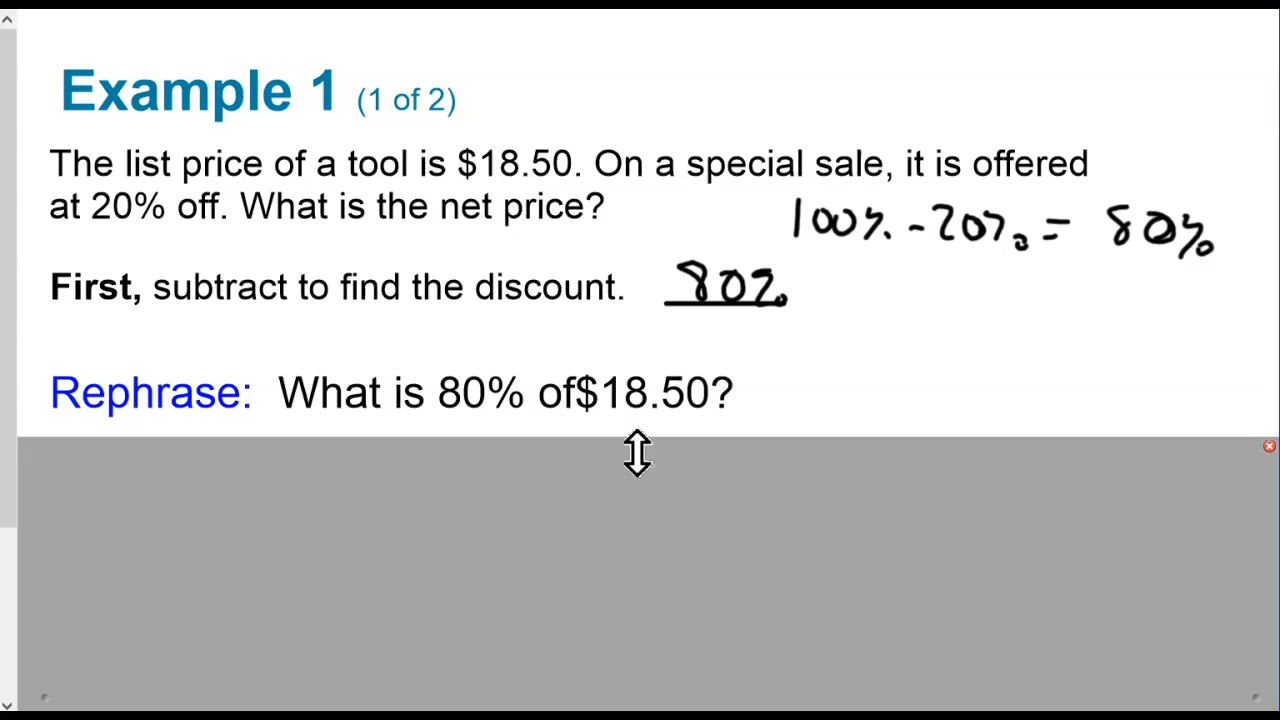 Example 1 (1 of 2)
The list price of a tool is $18.50. On a special sale, it is offered
at 20% off. What is the net price?
100% - 20% = 80%
First, subtract to find the discount. 80%
Rephrase: What is 80% of$18.50?